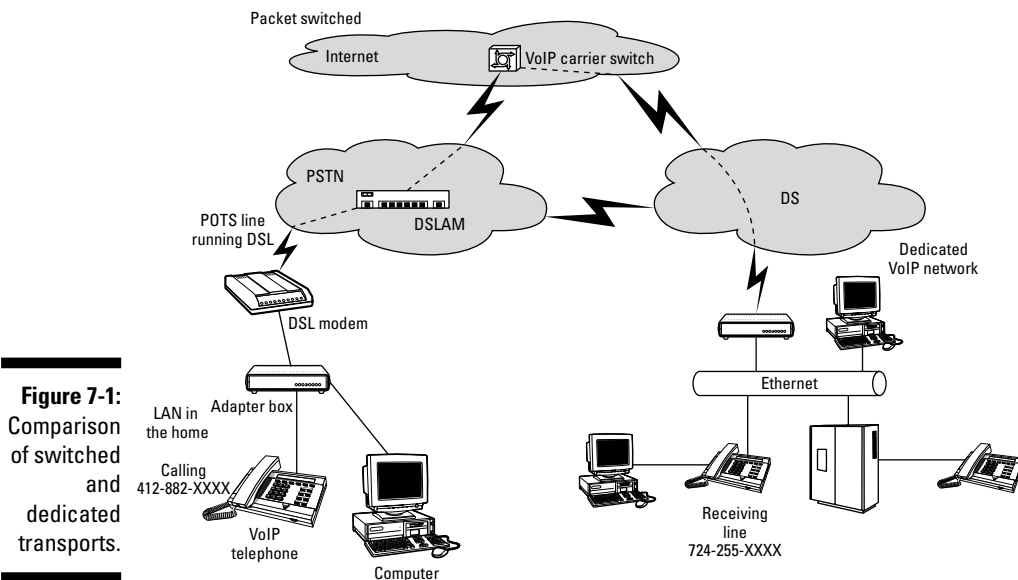 Packet switched
Internet
VoIP carrier switch
PSTN
DSLAM
DS
POTS line
running DSL
DSL modem
Dedicated
VoIP network
Ethernet
Adapter box
LAN in
the home
Calling
412-882-XXXX
VoIP
telephone
Computer
Receiving
line
724-255-XXXX
Figure 7-1:
Comparison
of switched
and
dedicated
transports.